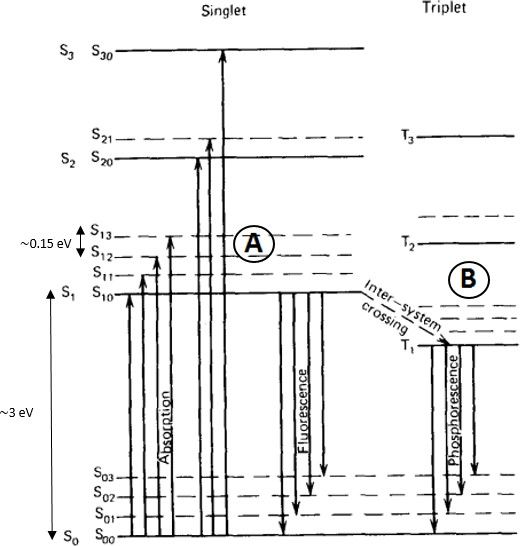 Singlet
Triplet
S3 S30
S21
T3
S2 S20
S13
~0.15 eV
A
T2
S12
S11
B
S1 S10
Inter-system
crossing
T1
~3 eV
Absorption
Fluorescence
Phosphorescence
S03
S02
S01
S0 S00